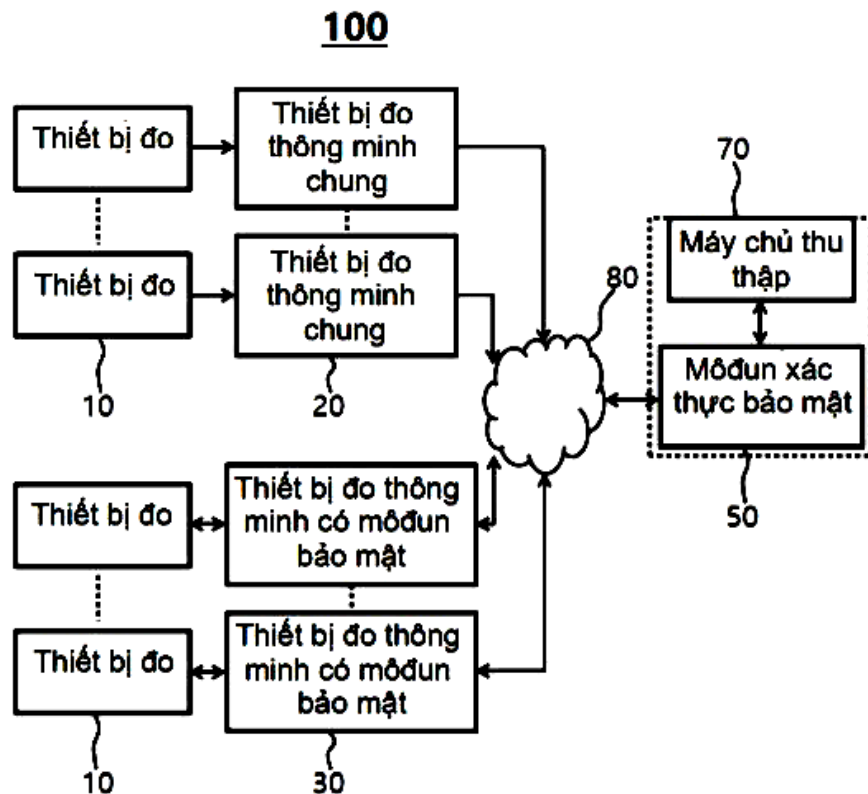 100
Thiết bị đo
Thiết bị đo
thông minh
chung
Thiết bị đo
Thiết bị đo
thông minh
chung
10
20
80
70
Máy chủ thu
thập
Môđun xác
thực bảo mật
50
Thiết bị đo
Thiết bị đo thông
minh có môđun
bảo mật
Thiết bị đo
Thiết bị đo thông
minh có môđun
bảo mật
10
30